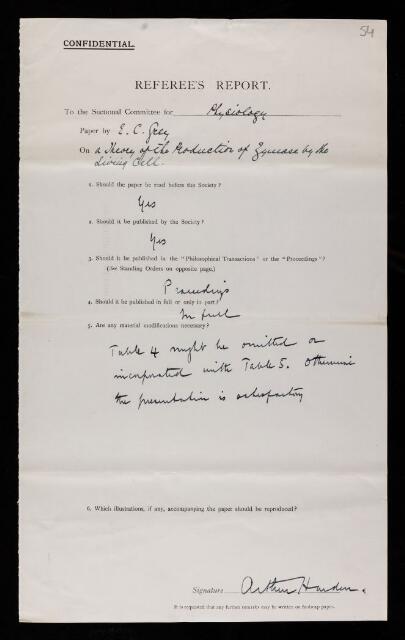 54
CONFIDENTIAL.
REFEREE'S REPORT.
To the Sectional Committee for Physiology
Paper by E. C. Grey
On a Theory of the Production of Zymase by the
Living Cell.
1. Should the paper be read before the Society?
Yes
2. Should it be published by the Society?
Yes
3. Should it be published in the "Philosophical Transactions" or the "Proceedings"?
(See Standing Orders on opposite page.)
Proceedings
4. Should it be published in full or only in part?
In full
5. Are any material modifications necessary?
Table 4 might be omitted or
incorporated with Table 5. Otherwise
the presentation is satisfactory
6. Which illustrations, if any, accompanying the paper should be reproduced?
Signature Arthur Harden.
It is requested that any further remarks may be written on foolscap paper.